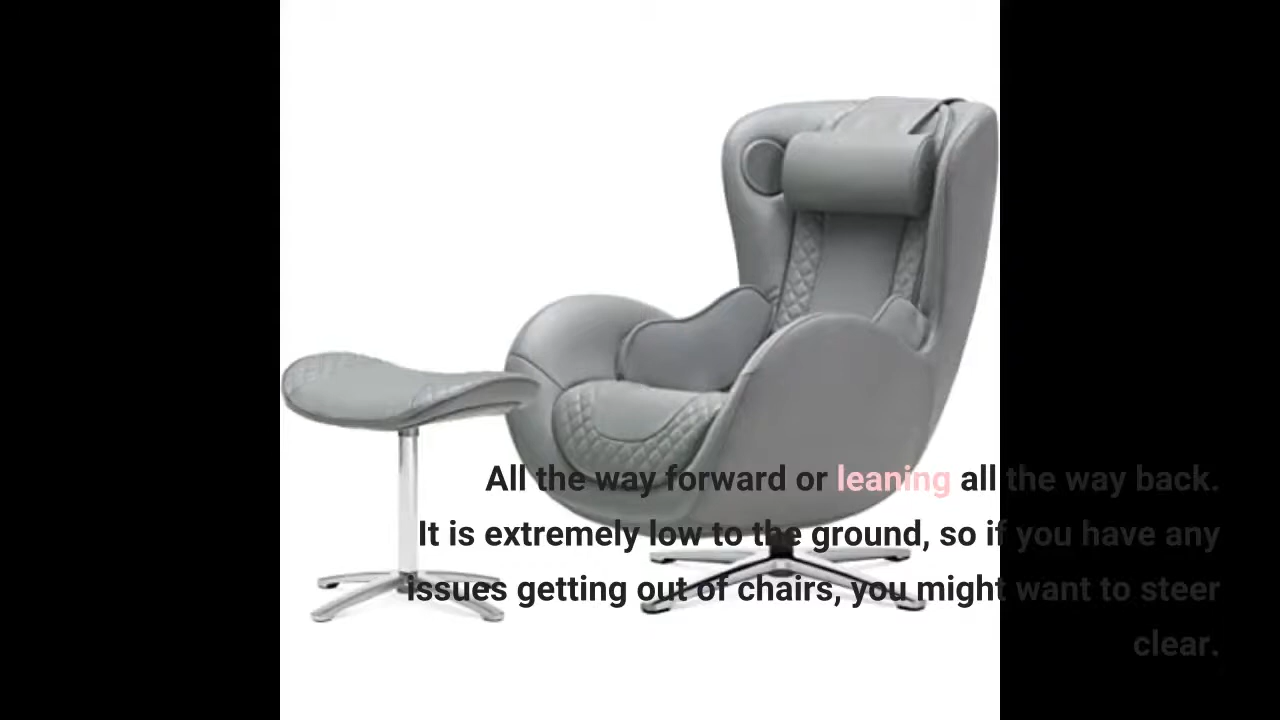 All the way forward or leaning all the way back.
It is extremely low to the ground, so if you have any
issues getting out of chairs, you might want to steer
clear.